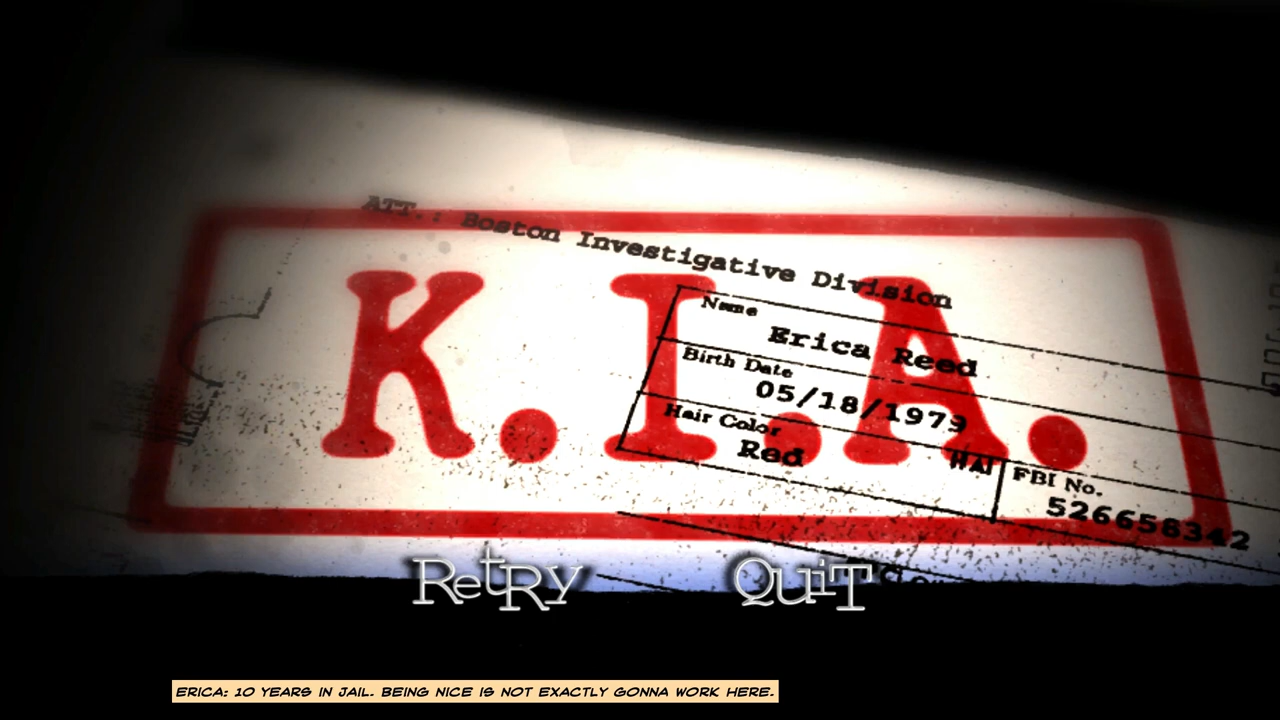 ATT.: Boston Investigative Division
K.I.A.
Name
Erica Reed
Birth Date
05/18/1979
Hair Color
Red
HAI
FBI No.
526658342
RetRy
QuiT
ERICA: 10 YEARS IN JAIL. BEING NICE IS NOT EXACTLY GONNA WORK HERE.